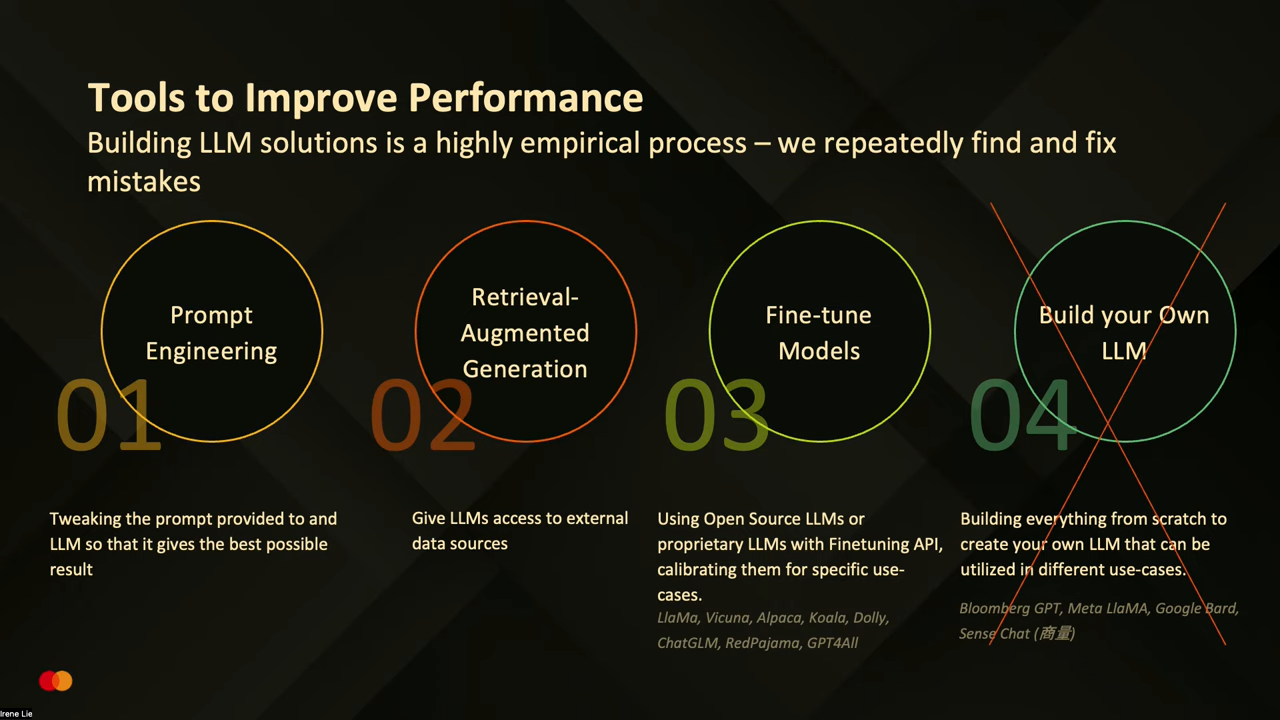 Tools to Improve Performance
Building LLM solutions is a highly empirical process – we repeatedly find and fix
mistakes
Prompt
Engineering
01
Tweaking the prompt provided to and
LLM so that it gives the best possible
result
Retrieval-
Augmented
Generation
02
Give LLMs access to external
data sources
Fine-tune
Models
03
Using Open Source LLMs or
proprietary LLMs with Finetuning API,
calibrating them for specific use-
cases.
LlaMa, Vicuna, Alpaca, Koala, Dolly,
ChatGLM, RedPajama, GPT4All
Build your Own
LLM
04
Building everything from scratch to
create your own LLM that can be
utilized in different use-cases.
Bloomberg GPT, Meta LlaMA, Google Bard,
Sense Chat (商量)
Irene Lie